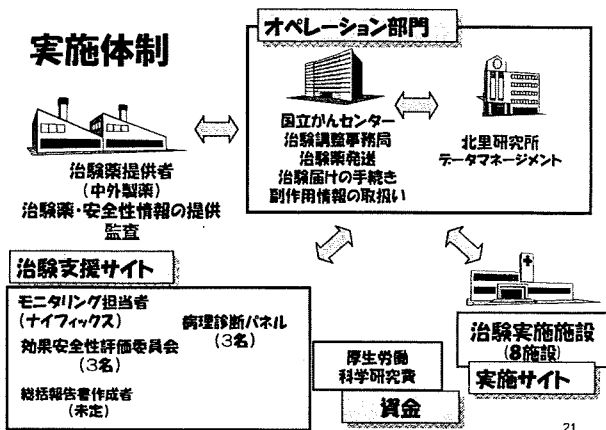 実施体制
オペレーション部門
国立がんセンター
治験調整事務局
治験薬発送
治験届けの手続き
副作用情報の取扱い
北里研究所
データマネージメント
治験薬提供者
(中外製薬)
治験薬・安全性情報の提供
監査
治験支援サイト
モニタリング担当者
(ナイフィックス)
病理診断パネル
(3名)
効果安全性評価委員会
(3名)
総括報告書作成者
(未定)
厚生労働
科学研究費
資金
治験実施施設
(8施設)
実施サイト
21